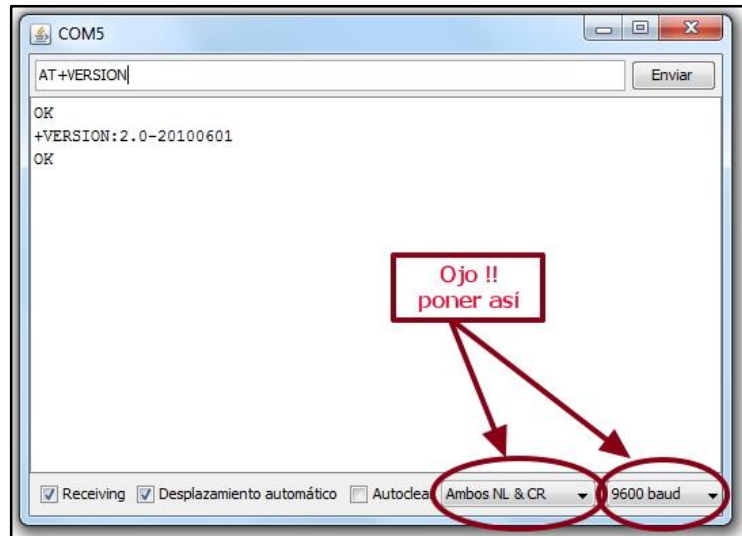 COM5
AT+VERSION
Enviar
OK
+VERSION:2.0-20100601
OK
Ojo !!
poner así
Receiving Desplazamiento automático Autoclea Ambos NL & CR 9600 baud